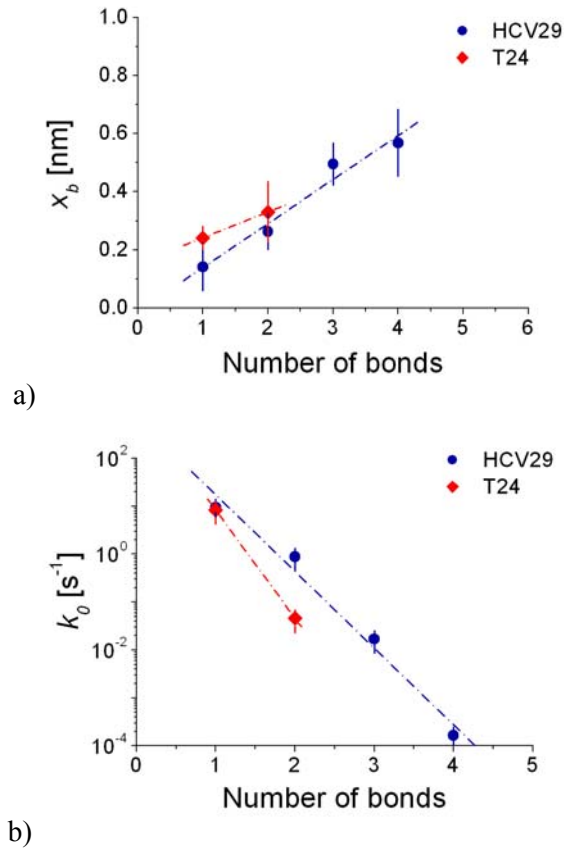 1.0
0.8
0.6
0.4
0.2
0.0
x_b [nm]
HCV29
T24
0 1 2 3 4 5 6
Number of bonds
a)
10^2
10^0
10^-2
10^-4
k_0 [s^-1]
HCV29
T24
0 1 2 3 4 5
Number of bonds
b)